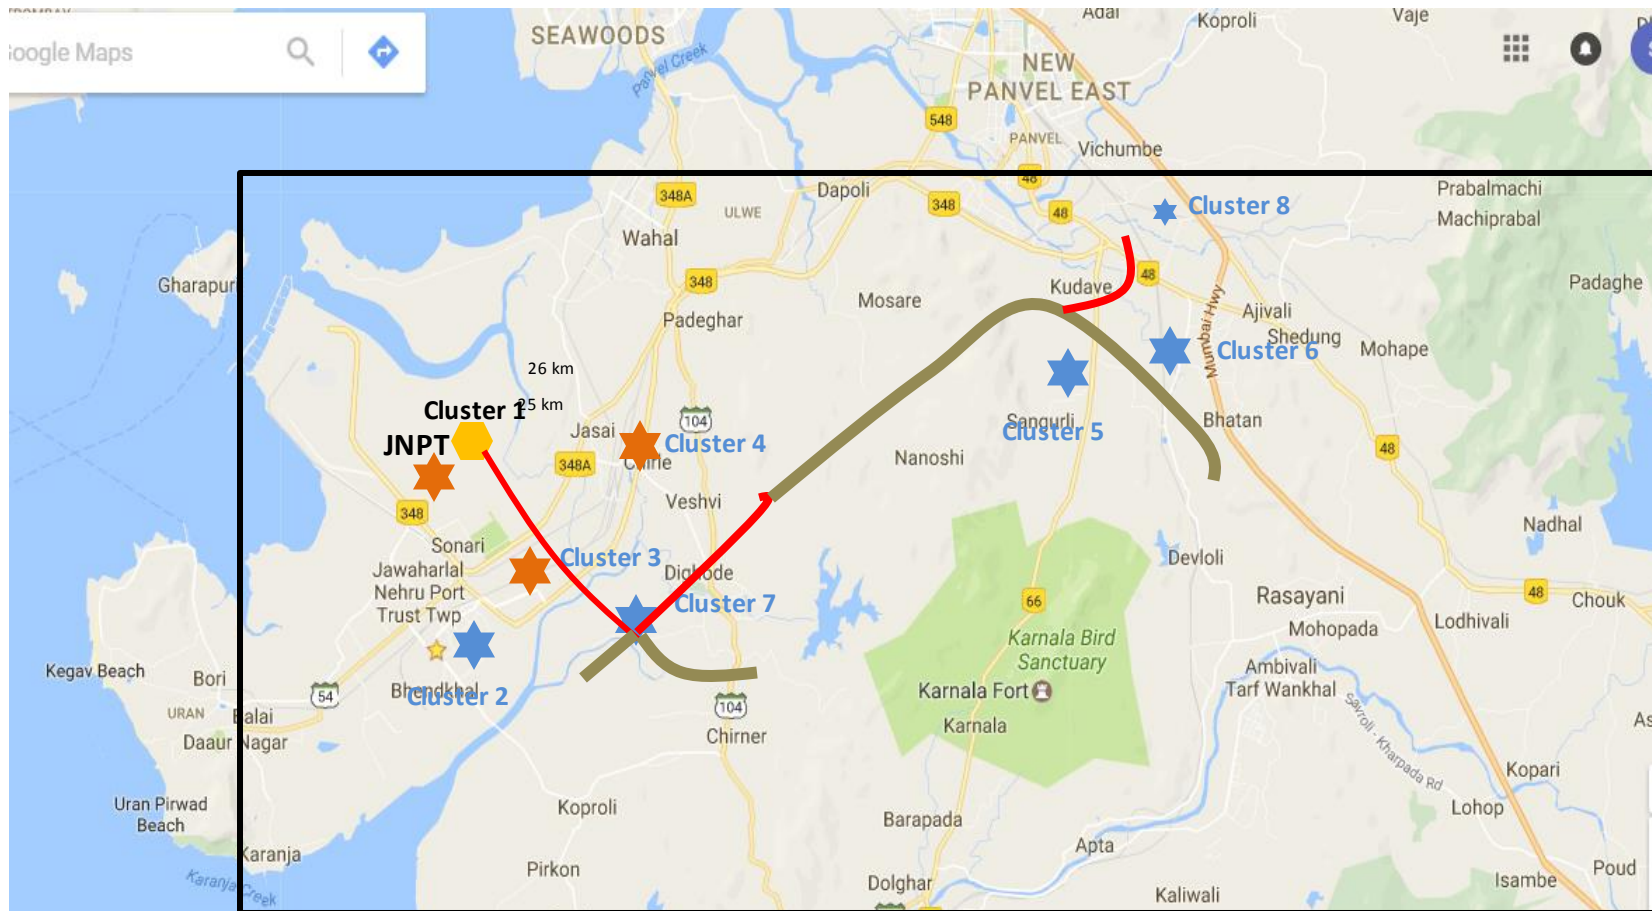 Google Maps
SEAWOODS
Panvel Creek
Adai
Koproli
Vaje
NEW
PANVEL EAST
548
PANVEL
Vichumbe
48
Dapoli
348A
ULWE
348
48
Cluster 8
Prabalmachi
Machiprabal
Wahal
Gharapuri
348
Kudave
48
Mosare
Padeghar
Padaghe
Ajivali
Shedung
Mumbai Hwy
Mohape
Cluster 6
26 km
25 km
Cluster 1
JNPT
Jasai
104
Cluster 4
Chirle
348A
Sangurli
Cluster 5
Bhatan
Nanoshi
48
Veshvi
348
Sonari
Nadhal
Jawaharlal
Nehru Port
Trust Twp
Cluster 3
Dighode
Cluster 7
Devloli
66
Rasayani
Mohopada
48
Chouk
Lodhivali
Karnala Bird
Sanctuary
Kegav Beach
Bori
54
Bhendkhal
Cluster 2
Karnala Fort
Karnala
Ambivali
Tarf Wankhal
Savroli - Kharpada Rd
URAN
Balai
Daaur Nagar
104
Chirner
As
Kopari
Uran Pirwad
Beach
Koproli
Barapada
Lohop
Karanja
Karanja Creek
Pirkon
Apta
Dolghar
Kaliwali
Isambe
Poud